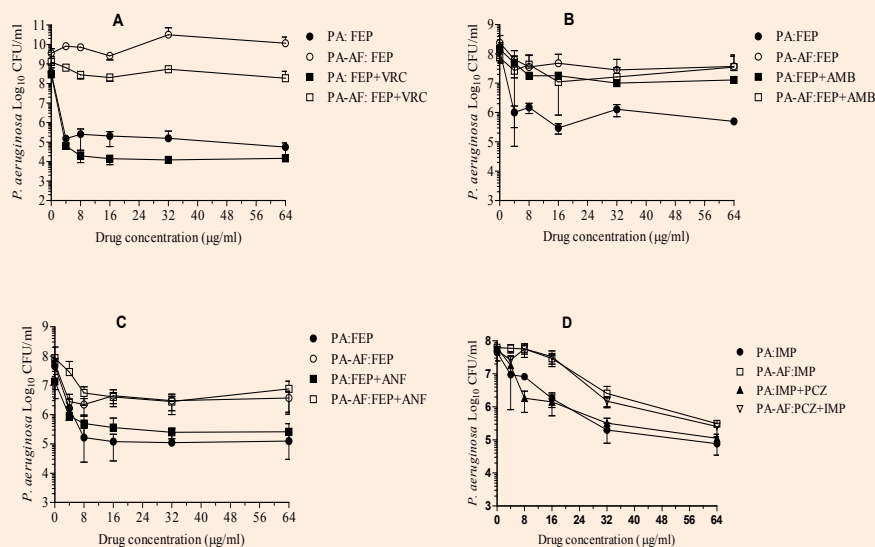 A
P. aeruginosa Log10 CFU/ml
11
10
9
8
7
6
5
4
3
2
0 8 16 24 32 40 48 56 64
Drug concentration (μg/ml)
PA: FEP
PA-AF: FEP
PA: FEP+VRC
PA-AF: FEP+VRC
B
P. aeruginosa Log10 CFU/ml
9
8
7
6
5
4
3
0 8 16 24 32 40 48 56 64
Drug concentration (μg/ml)
PA:FEP
PA-AF:FEP
PA:FEP+AMB
PA-AF:FEP+AMB
C
P. aeruginosa Log10 CFU/ml
9
8
7
6
5
4
3
0 8 16 24 32 40 48 56 64
Drug concentration (μg/ml)
PA:FEP
PA-AF:FEP
PA:FEP+ANF
PA-AF:FEP+ANF
D
P. aeruginosa Log10 CFU/ml
8
7
6
5
4
3
0 8 16 24 32 40 48 56 64
Drug concentration (μg/ml)
PA:IMP
PA-AF:IMP
PA:IMP+PCZ
PA-AF:PCZ+IMP